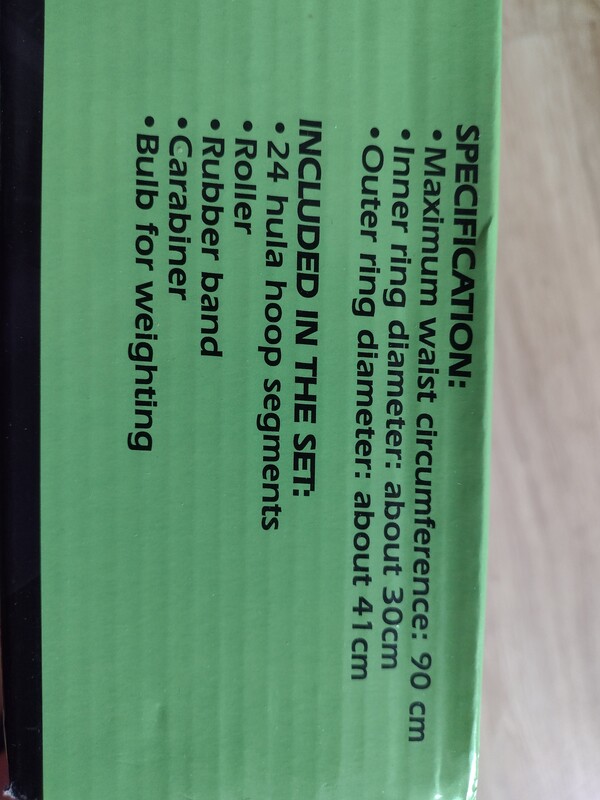 SPECIFICATION:
• Maximum waist circumference: 90 cm
• Inner ring diameter: about 30cm
• Outer ring diameter: about 41cm
INCLUDED IN THE SET:
• 24 hula hoop segments
• Roller
• Rubber band
• Carabiner
• Bulb for weighting